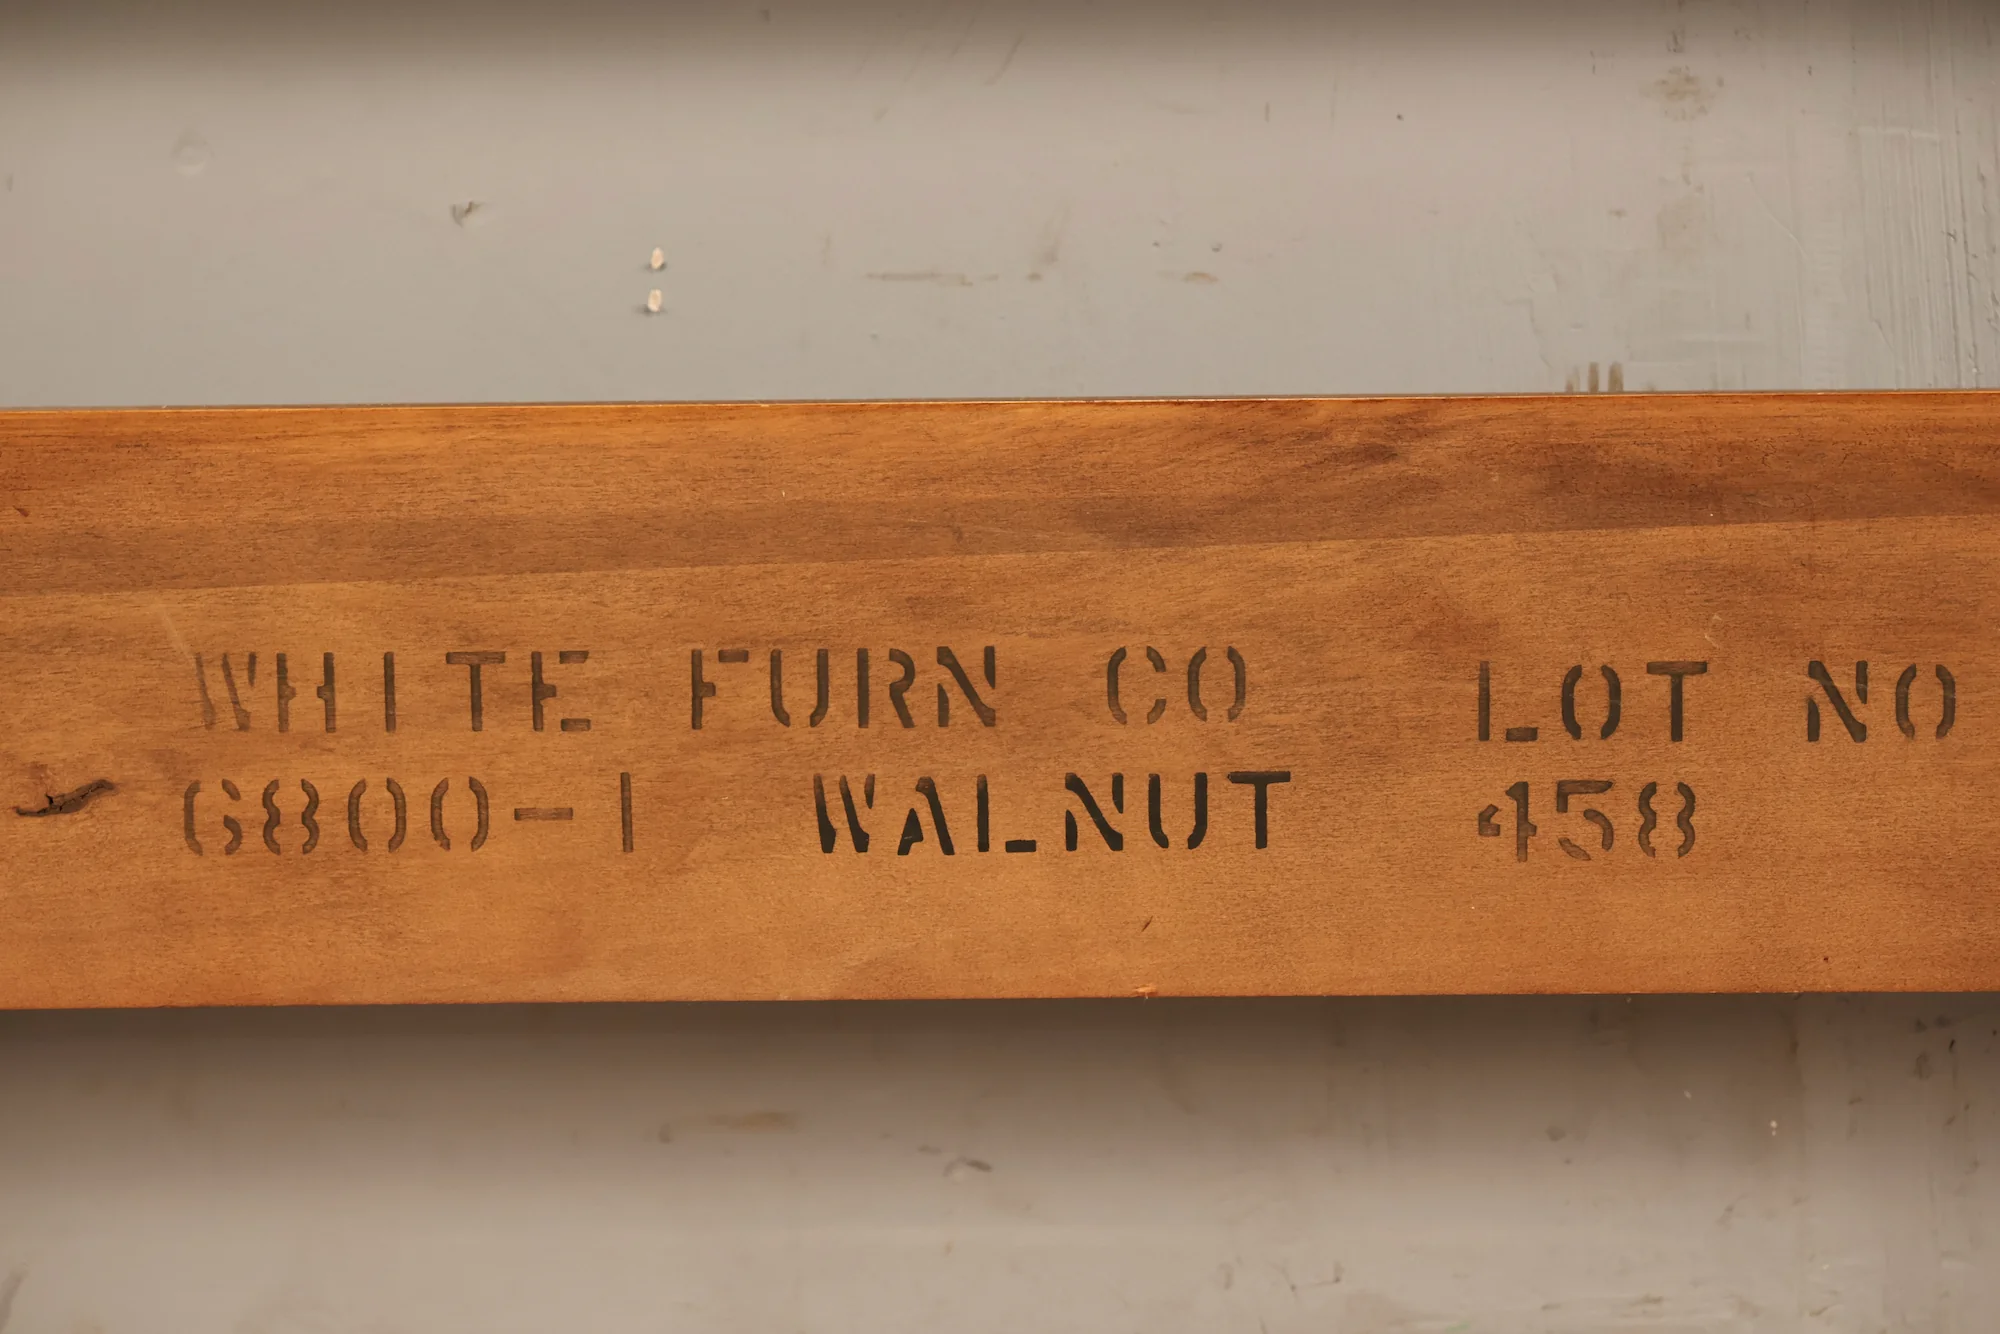 WHITE FURN CO LOT NO
6800-1 WALNUT 458